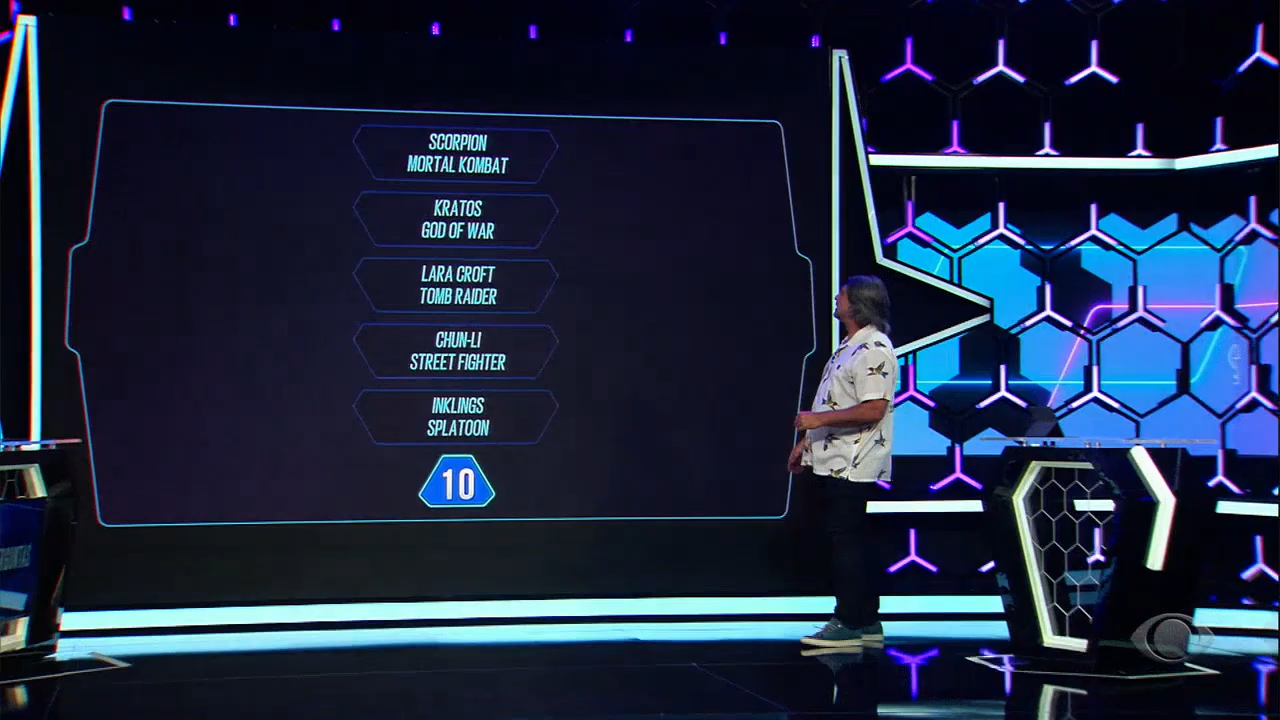 SCORPION
MORTAL KOMBAT
KRATOS
GOD OF WAR
LARA CROFT
TOMB RAIDER
CHUN-LI
STREET FIGHTER
INKLINGS
SPLATOON
10